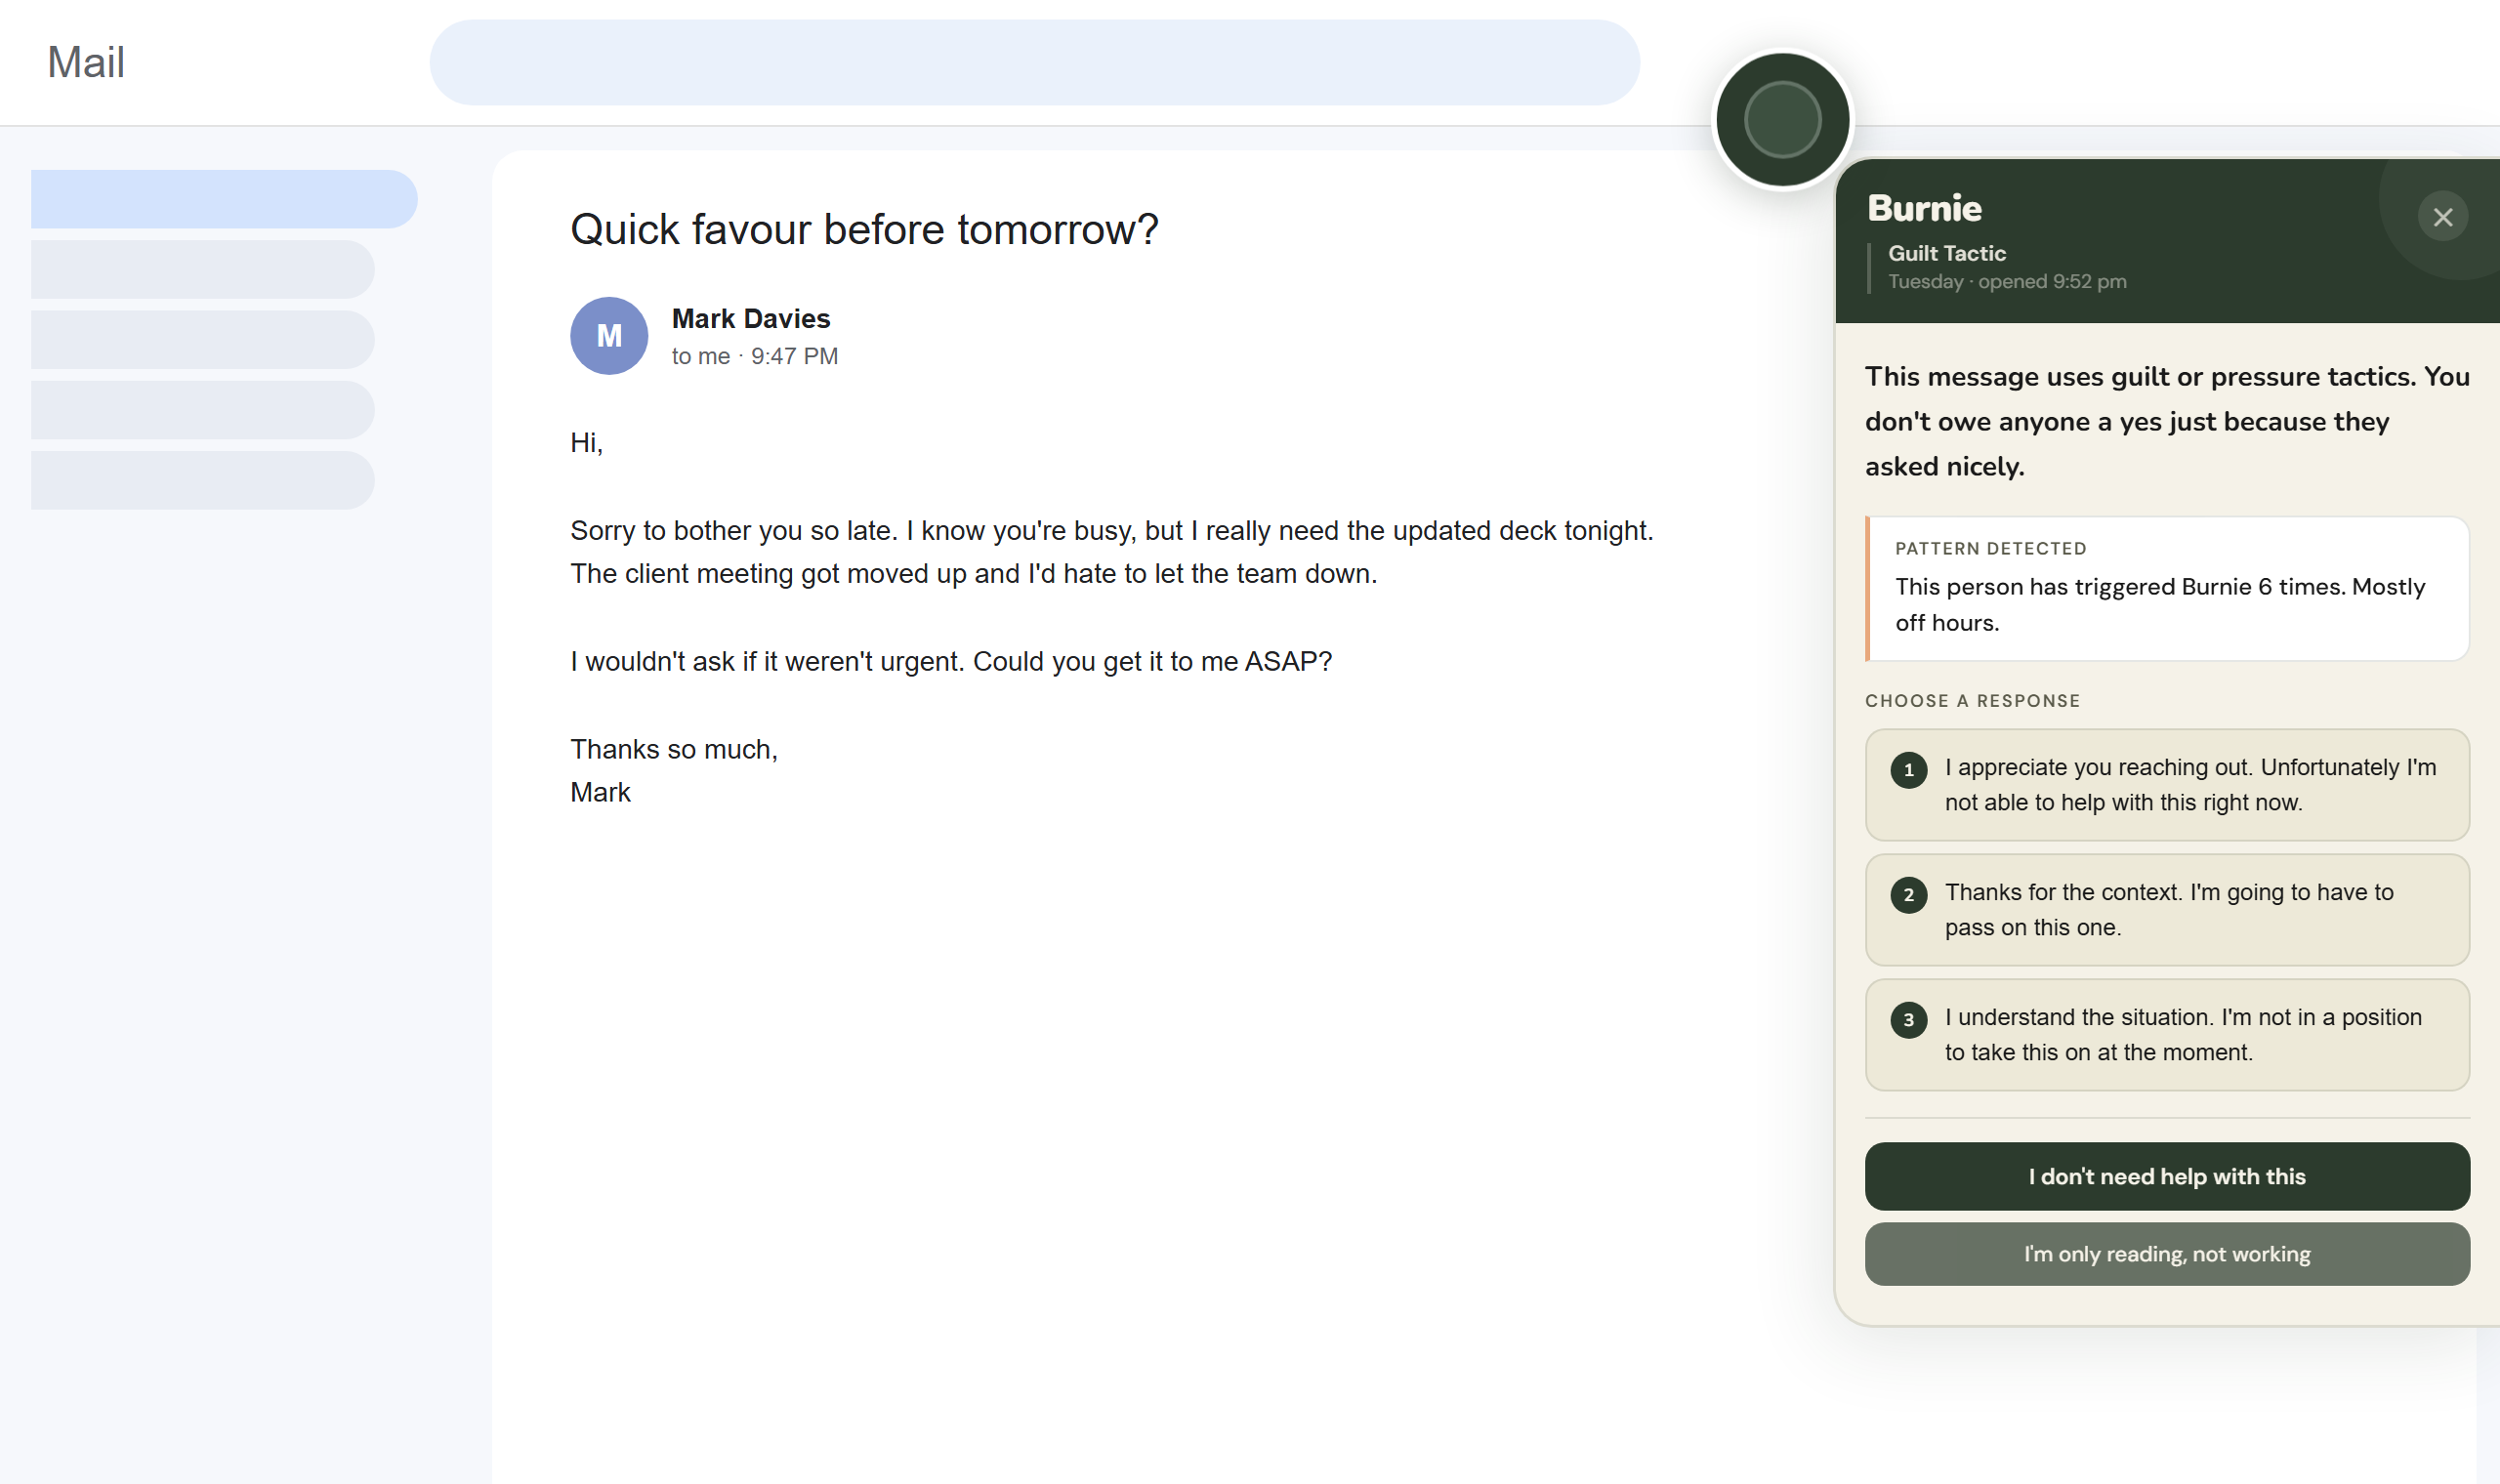 Mail
Quick favour before tomorrow?
M
Mark Davies
to me · 9:47 PM
Hi,
Sorry to bother you so late. I know you're busy, but I really need the updated deck tonight.
The client meeting got moved up and I'd hate to let the team down.
I wouldn't ask if it weren't urgent. Could you get it to me ASAP?
Thanks so much,
Mark
Burnie
Guilt Tactic
Tuesday · opened 9:52 pm
This message uses guilt or pressure tactics. You
don't owe anyone a yes just because they
asked nicely.
PATTERN DETECTED
This person has triggered Burnie 6 times. Mostly
off hours.
CHOOSE A RESPONSE
1
I appreciate you reaching out. Unfortunately I'm
not able to help with this right now.
2
Thanks for the context. I'm going to have to
pass on this one.
3
I understand the situation. I'm not in a position
to take this on at the moment.
I don't need help with this
I'm only reading, not working